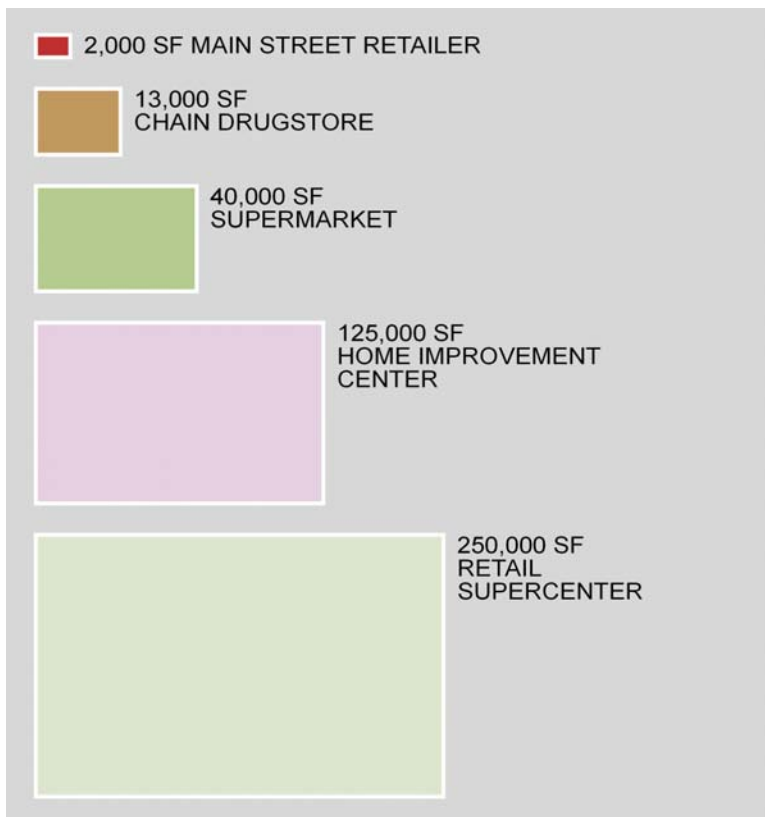 2,000 SF MAIN STREET RETAILER
13,000 SF
CHAIN DRUGSTORE
40,000 SF
SUPERMARKET
125,000 SF
HOME IMPROVEMENT
CENTER
250,000 SF
RETAIL
SUPERCENTER